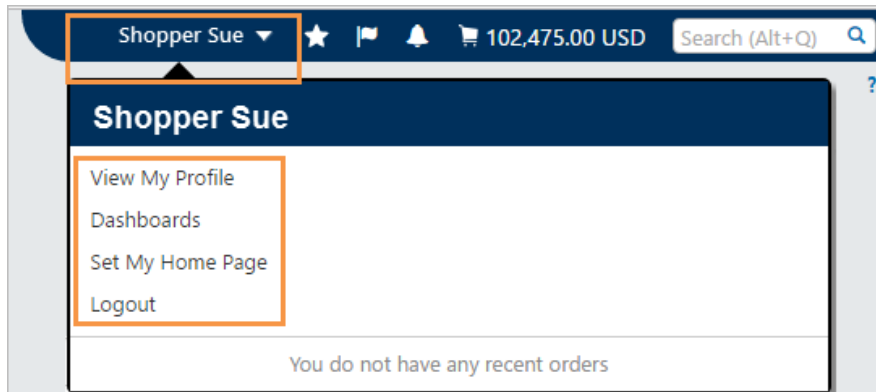 Shopper Sue 102,475.00 USD Search (Alt+Q)
?
Shopper Sue
View My Profile
Dashboards
Set My Home Page
Logout
You do not have any recent orders